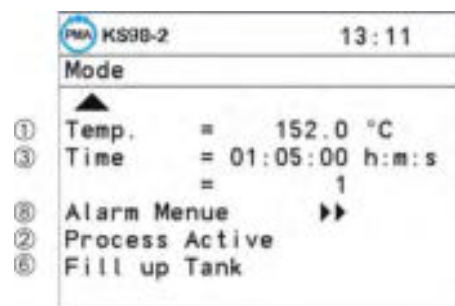 PMA KS98-2 13:11
Mode
① Temp. = 152.0 °C
③ Time = 01:05:00 h:m:s
= 1
⑧ Alarm Menue ▶▶
② Process Active
⑥ Fill up Tank